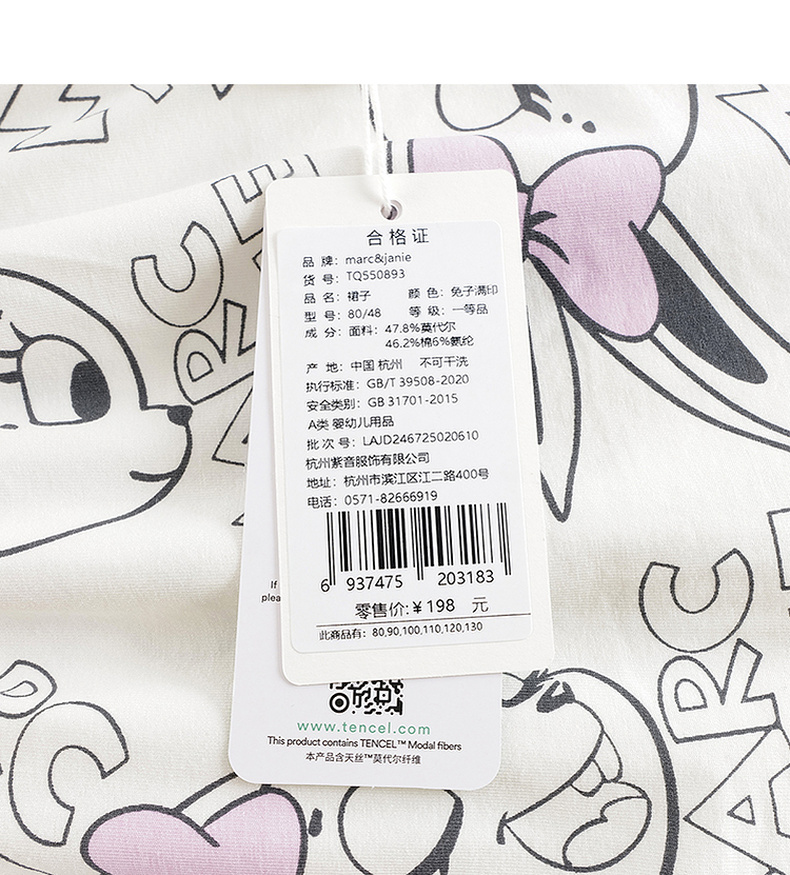 合格证
品 牌：marc&janie
货 号：TQ550893
品 名：裙子 颜 色：兔子满印
型 号：80/48 等 级：一等品
成 分：面料：47.8%莫代尔
46.2%棉6%氨纶
产 地：中国 杭州 不可干洗
执行标准：GB/T 39508-2020
安全类别：GB 31701-2015
A类 婴幼儿用品
批 次 号：LAJD246725020610
杭州紫音服饰有限公司
地址：杭州市滨江区江二路400号
电话：0571-82666919
6 937475 203183
零售价:¥198 元
此商品有：80,90,100,110,120,130
If
plea
www.tencel.com
This product contains TENCEL™ Modal fibers
本产品含天丝™莫代尔纤维
ARCE
ARC